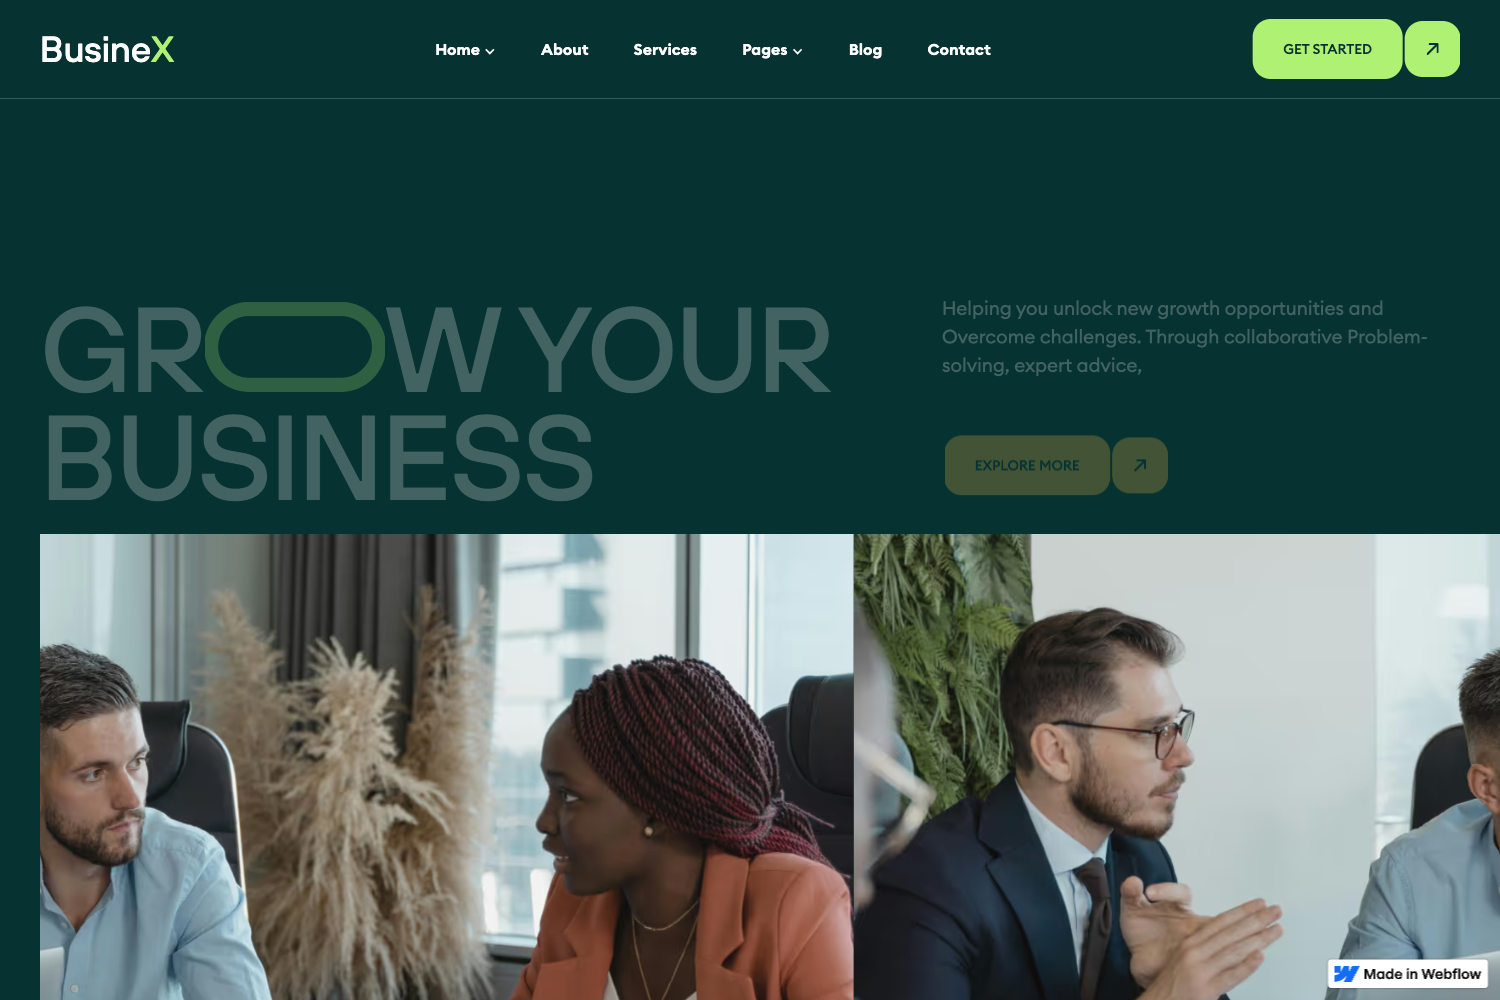 BusineX
Home
About
Services
Pages
Blog
Contact
GET STARTED
GROW YOUR
BUSINESS
Helping you unlock new growth opportunities and
Overcome challenges. Through collaborative Problem-
solving, expert advice,
EXPLORE MORE
Made in Webflow